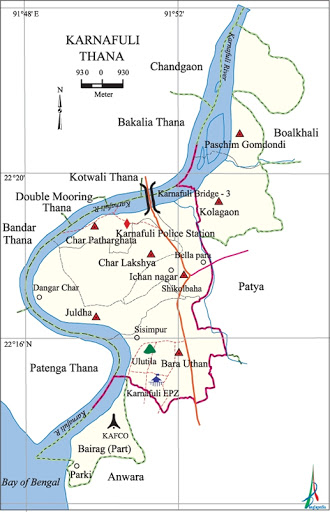 91°48'
91°52'
KARNAFULI
THANA
930 0 930
Meter
N
Chandgaon
Karnafuli River
Bakalia Thana
Boalkhali
Paschim Gomdondi
22°20'
Kotwali Thana
Karnafuli Bridge - 3
Double Mooring
Thana
Karnafuli R.
Kolagaon
Bandar
Thana
Char Patharghata
Karnafuli Police Station
Char Lakshya
Bella para
Ichan nagar
Dangar Char
Shikolbaha
Patya
Juldha
22°16'
Sisimpur
Patenga Thana
Ulutila
Bara Uthan
Karnafuli EPZ
Karnafuli R.
KAFCO
Bairag (Part)
Parki
Anwara
Bay of Bengal